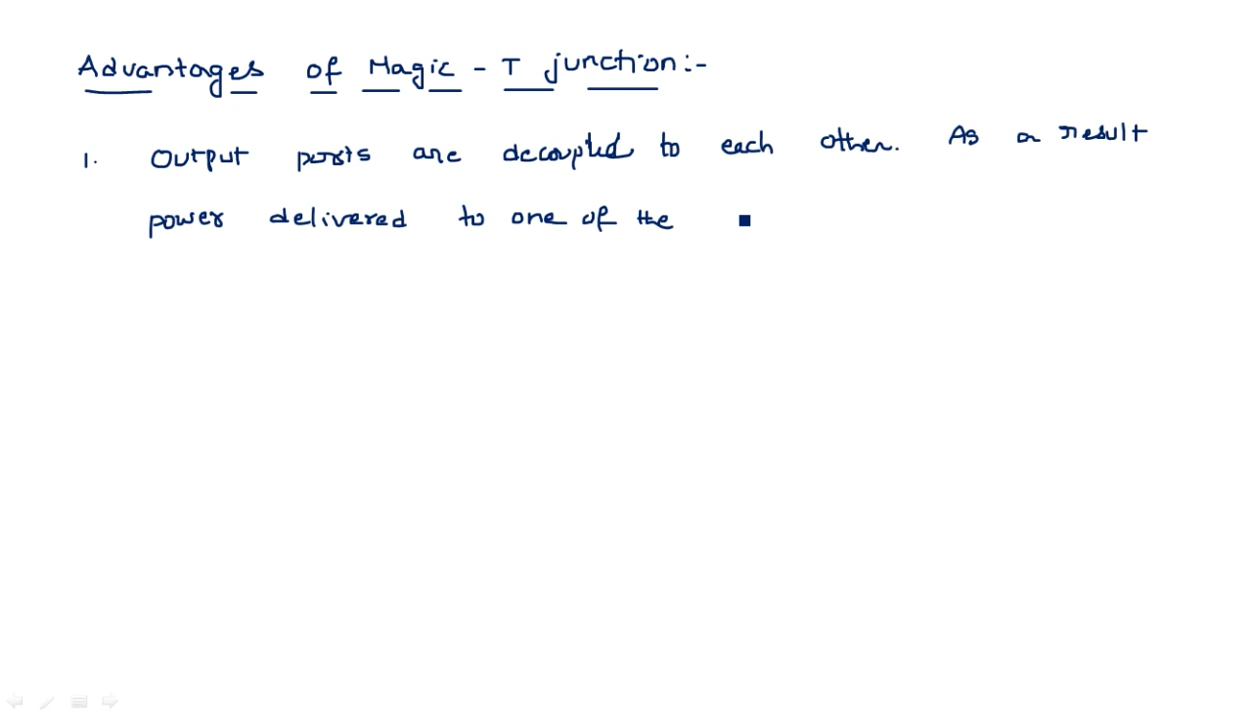 Advantages of Magic - T junction :-
1. Output ports are decoupled to each other. As a result
power delivered to one of the